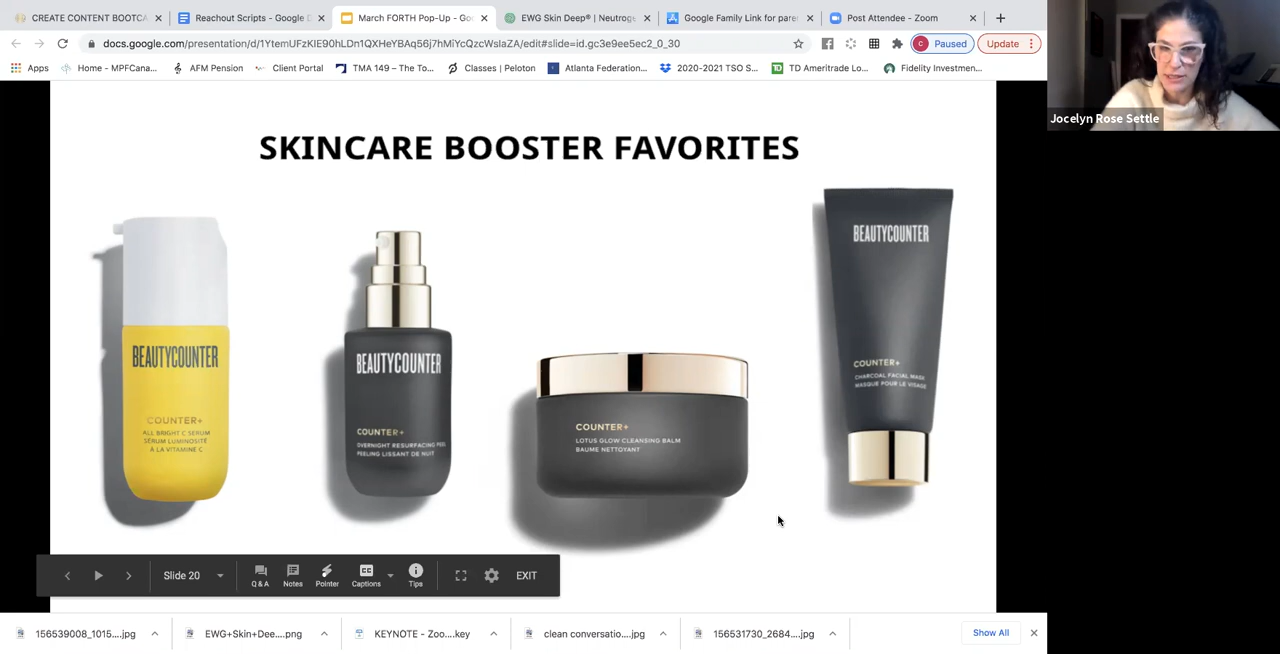 CREATE CONTENT BOOTCA
Reachout Scripts - Google D
March FORTH Pop-Up - Go
EWG Skin Deep® | Neutroge
Google Family Link for pare
Post Attendee - Zoom
docs.google.com/presentation/d/1YtemUFzKIE90hLDn1QXHeYBAq56j7hMiYcQzcWsIaZA/edit#slide=id.gc3e9ee5ec2_0_30
C
Paused
Update
Apps
Home - MPFCana...
AFM Pension
Client Portal
TMA 149 – The To...
Classes | Peloton
Atlanta Federation...
2020-2021 TSO S...
TD Ameritrade Lo...
Fidelity Investmen...
Jocelyn Rose Settle
SKINCARE BOOSTER FAVORITES
BEAUTYCOUNTER
COUNTER+
ALL BRIGHT C SERUM
SÉRUM LUMINOSITÉ
À LA VITAMINE C
BEAUTYCOUNTER
COUNTER+
OVERNIGHT RESURFACING PEEL
PEELING LISSANT DE NUIT
COUNTER+
LOTUS GLOW CLEANSING BALM
BAUME NETTOYANT
BEAUTYCOUNTER
COUNTER+
CHARCOAL FACIAL MASK
MASQUE POUR LE VISAGE
Slide 20
Q & A
Notes
Pointer
Captions
Tips
EXIT
156539008_1015....jpg
EWG+Skin+Dee....png
KEYNOTE - Zoo....key
clean conversatio....jpg
156531730_2684....jpg
Show All